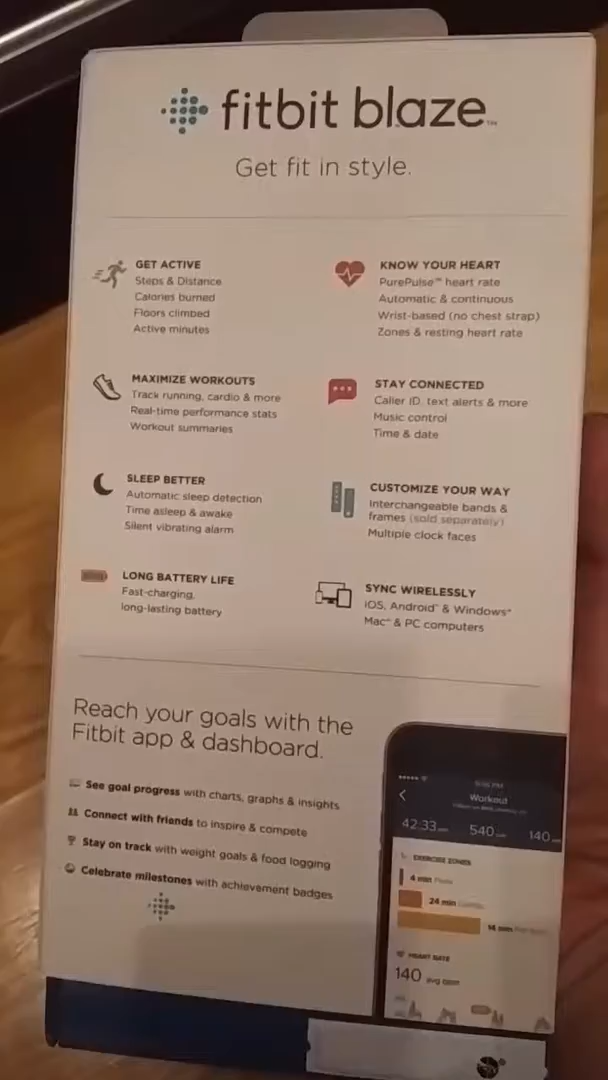 fitbit blaze™
Get fit in style.
GET ACTIVE
Steps & Distance
Calories burned
Floors climbed
Active minutes
KNOW YOUR HEART
PurePulse™ heart rate
Automatic & continuous
Wrist-based (no chest strap)
Zones & resting heart rate
MAXIMIZE WORKOUTS
Track running, cardio & more
Real-time performance stats
Workout summaries
STAY CONNECTED
Caller ID, text alerts & more
Music control
Time & date
SLEEP BETTER
Automatic sleep detection
Time asleep & awake
Silent vibrating alarm
CUSTOMIZE YOUR WAY
Interchangeable bands &
frames (sold separately)
Multiple clock faces
LONG BATTERY LIFE
Fast-charging,
long-lasting battery
SYNC WIRELESSLY
iOS, Android™ & Windows®
Mac® & PC computers
Reach your goals with the
Fitbit app & dashboard.
See goal progress with charts, graphs & insights
Connect with friends to inspire & compete
Stay on track with weight goals & food logging
Celebrate milestones with achievement badges
Workout
42:33
540
140
EXERCISE ZONES
4 min Peak
24 min Cardio
14 min
HEART RATE
140 avg bpm